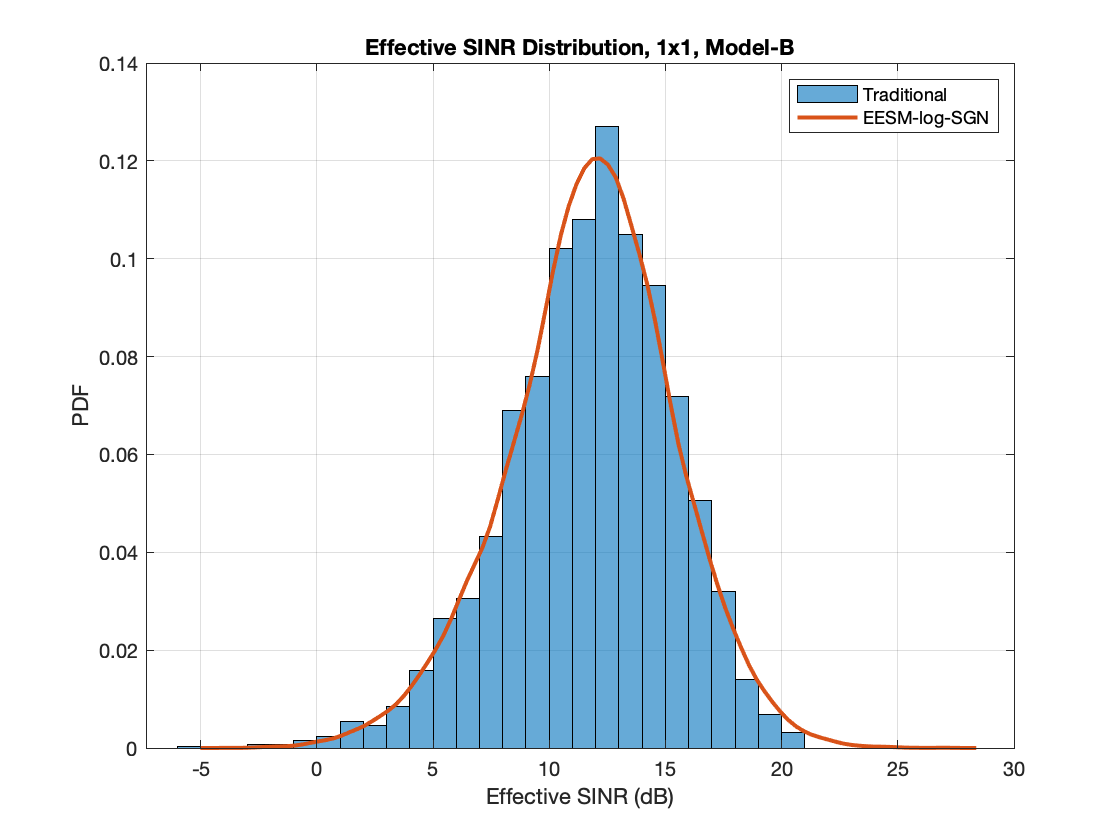 Effective SINR Distribution, 1x1, Model-B
0.14
0.12
0.1
0.08
0.06
0.04
0.02
0
PDF
Traditional
EESM-log-SGN
-5 0 5 10 15 20 25 30
Effective SINR (dB)